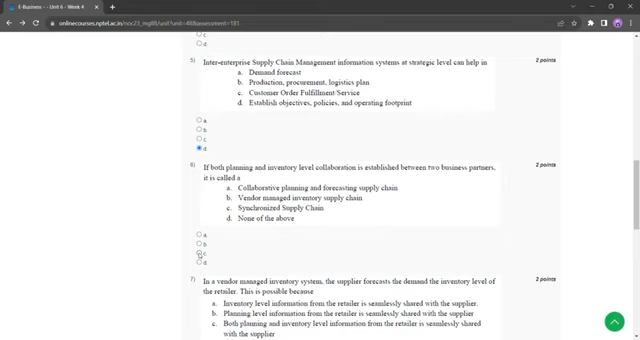 E-Business - Unit 6 - Week 4
onlinecourses.nptel.ac.in/noc23_mg88/unit?unit=48&assessment=181
c.
d.
5) Inter-enterprise Supply Chain Management information systems at strategic level can help in 2 points
a. Demand forecast
b. Production, procurement, logistics plan
c. Customer Order Fulfillment/Service
d. Establish objectives, policies, and operating footprint
a.
b.
c.
d.
6) If both planning and inventory level collaboration is established between two business partners, 2 points
it is called a
a. Collaborative planning and forecasting supply chain
b. Vendor managed inventory supply chain
c. Synchronized Supply Chain
d. None of the above
a.
b.
c.
d.
7) In a vendor managed inventory system, the supplier forecasts the demand the inventory level of 2 points
the retailer. This is possible because
a. Inventory level information from the retailer is seamlessly shared with the supplier.
b. Planning level information from the retailer is seamlessly shared with the supplier
c. Both planning and inventory level information from the retailer is seamlessly shared
with the supplier